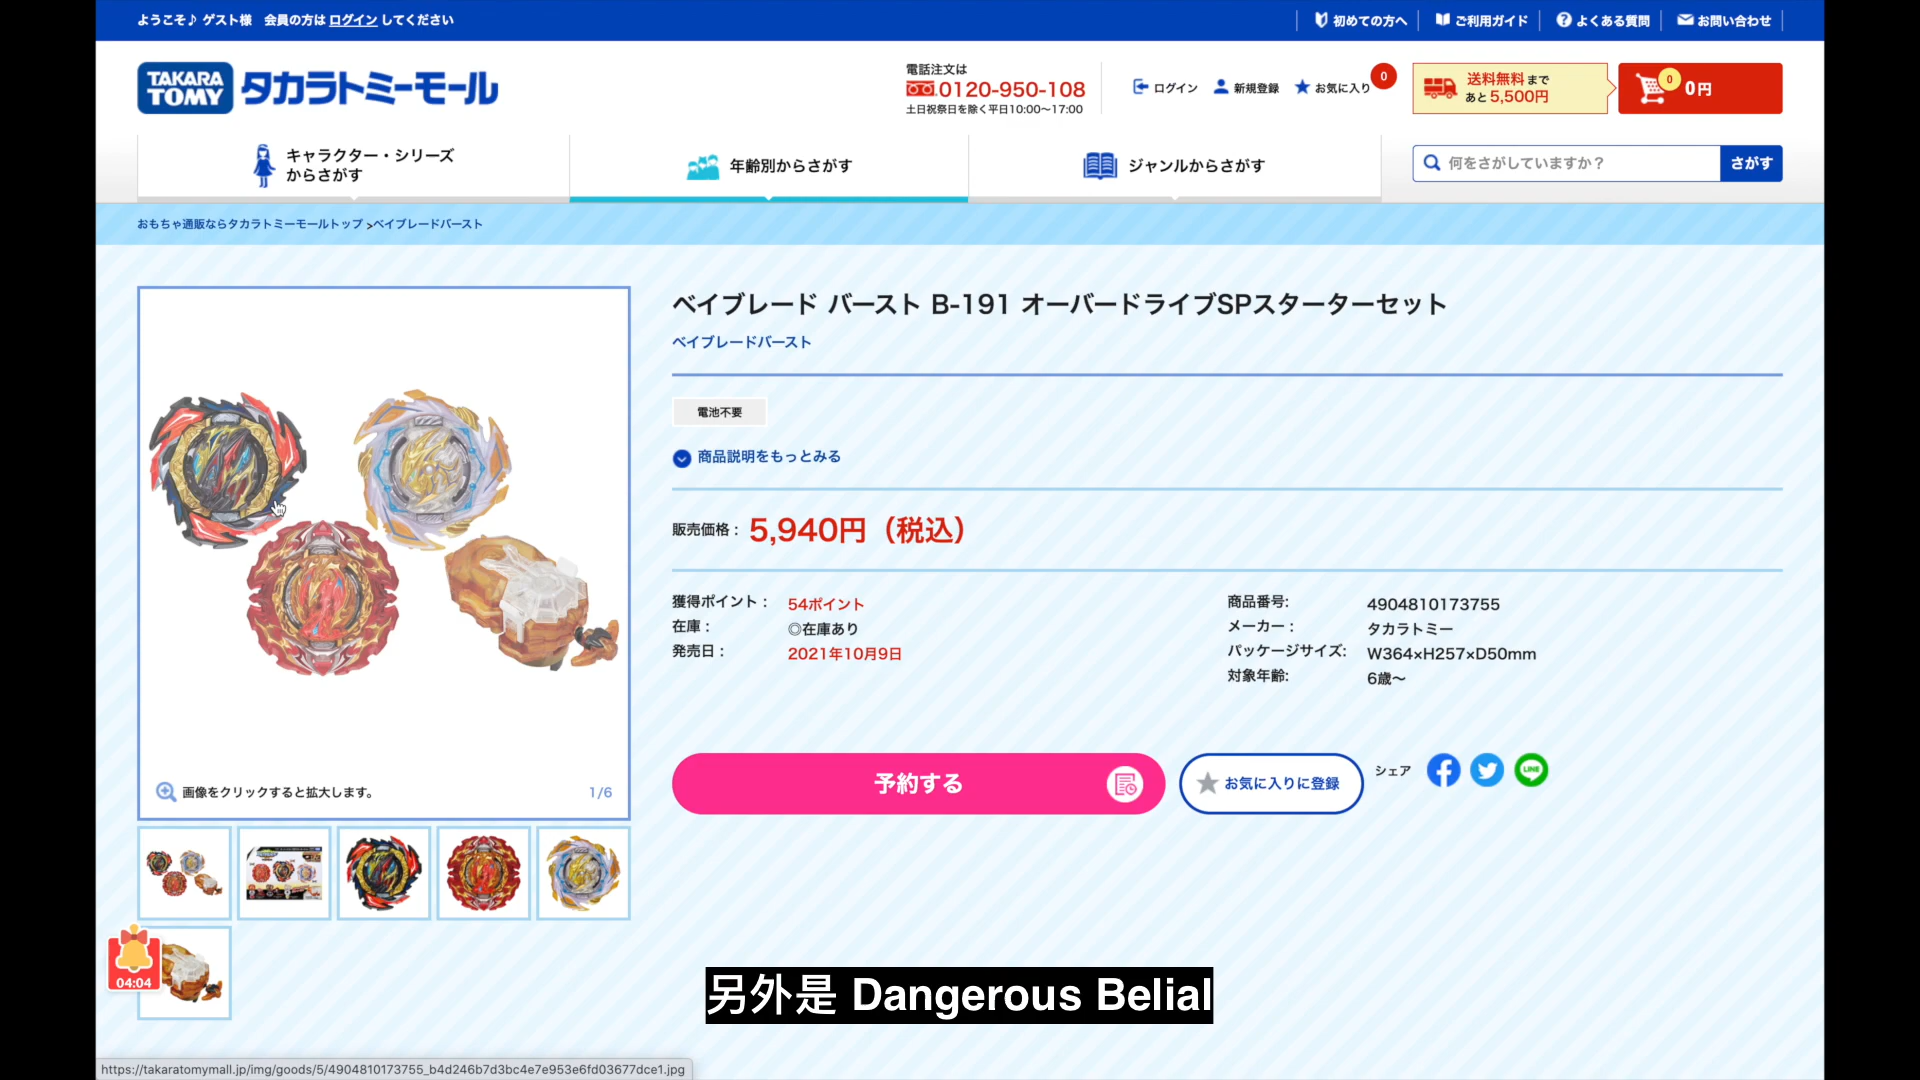 ようこそ♪ ゲスト様　会員の方は ログイン してください
初めての方へ
ご利用ガイド
よくある質問
お問い合わせ
TAKARA TOMY タカラトミーモール
電話注文は
0120-950-108
土日祝祭日を除く平日10:00〜17:00
ログイン
新規登録
お気に入り
0
送料無料まで
あと5,500円
0
0円
キャラクター・シリーズ
からさがす
年齢別からさがす
ジャンルからさがす
何をさがしていますか？
さがす
おもちゃ通販ならタカラトミーモールトップ >ベイブレードバースト
ベイブレード バースト B-191 オーバードライブSPスターターセット
ベイブレードバースト
電池不要
商品説明をもっとみる
販売価格： 5,940円（税込）
獲得ポイント： 54ポイント
在庫： ◎在庫あり
発売日： 2021年10月9日
商品番号: 4904810173755
メーカー： タカラトミー
パッケージサイズ: W364×H257×D50mm
対象年齢: 6歳〜
画像をクリックすると拡大します。
1/6
予約する
お気に入りに登録
シェア
LINE
04:04
另外是 Dangerous Belial
https://takaratomymall.jp/img/goods/5/4904810173755_b4d246b7d3bc4e7e953e6fd03677dce1.jpg